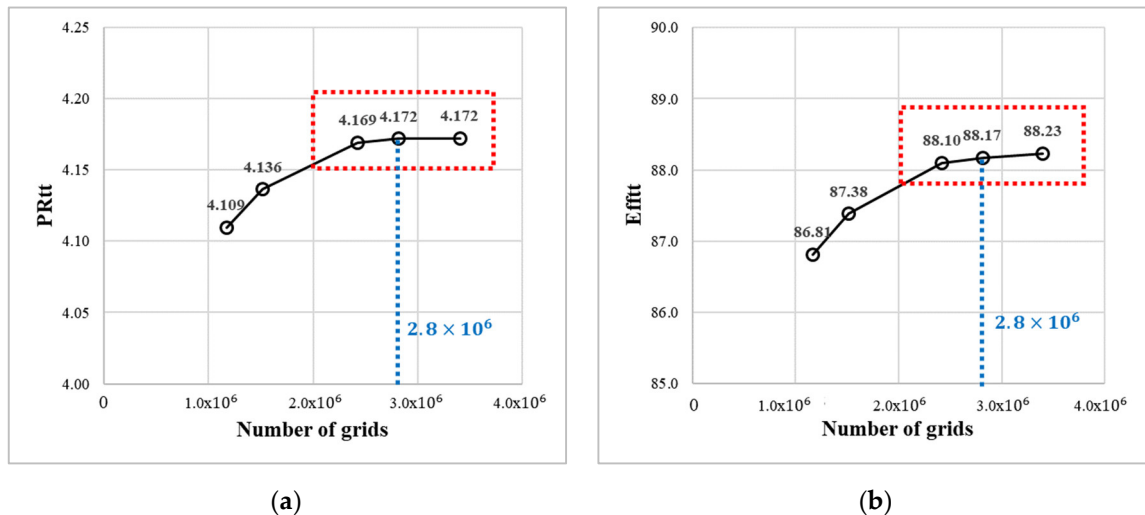 4.25
4.20
4.15
4.10
4.05
4.00
PRtt
4.109
4.136
4.169
4.172
4.172
2.8 × 10⁶
0
1.0x10⁶
2.0x10⁶
3.0x10⁶
4.0x10⁶
Number of grids
(a)
90.0
89.0
88.0
87.0
86.0
85.0
Efftt
86.81
87.38
88.10
88.17
88.23
2.8 × 10⁶
0
1.0x10⁶
2.0x10⁶
3.0x10⁶
4.0x10⁶
Number of grids
(b)